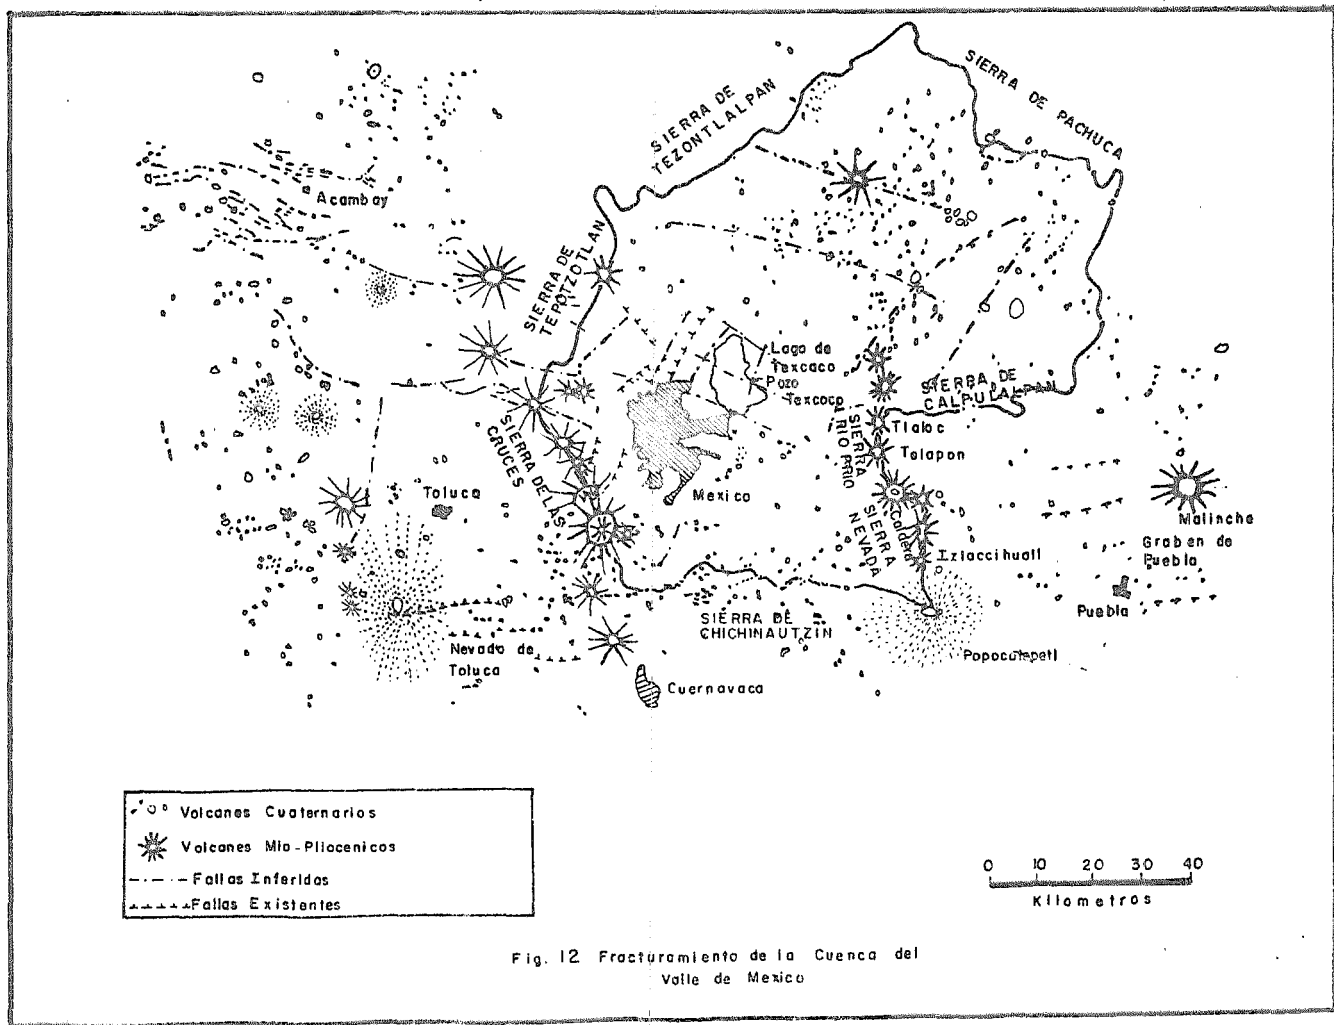 SIERRA DE PACHUCA
SIERRA DE
TEZONTLALPAN
Acambay
SIERRA DE
TEPOTZOTLAN
Lago de
Texcaco
Pozo
Texcoco
SIERRA DE
CALPULALPAN
Tlaloc
SIERRA
RIO FRIO
Telapon
SIERRA DE LAS
CRUCES
Toluca
Mexico
Caldera
SIERRA
NEVADA
Malinche
Graben de
Puebla
Iztaccihuatl
Puebla
SIERRA DE
CHICHINAUTZIN
Nevado de
Toluca
Popocatepetl
Cuernavaca
Volcanes Cuaternarios
Volcanes Mio-Pliocenicos
Fallas Inferidas
Fallas Existentes
0 10 20 30 40
Kilometros
Fig. 12 Fracturamiento de la Cuenca del
Valle de Mexico